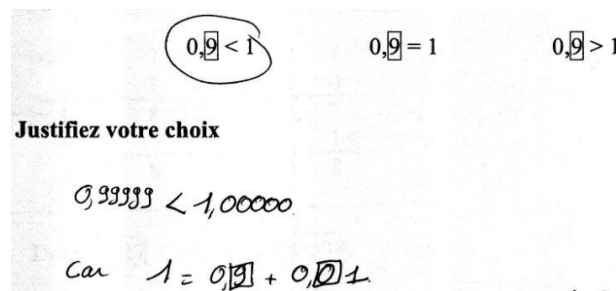 0,9 < 1 0,9 = 1 0,9 > 1
Justifiez votre choix
0,99999 < 1,00000
Car 1 = 0,9 + 0,01